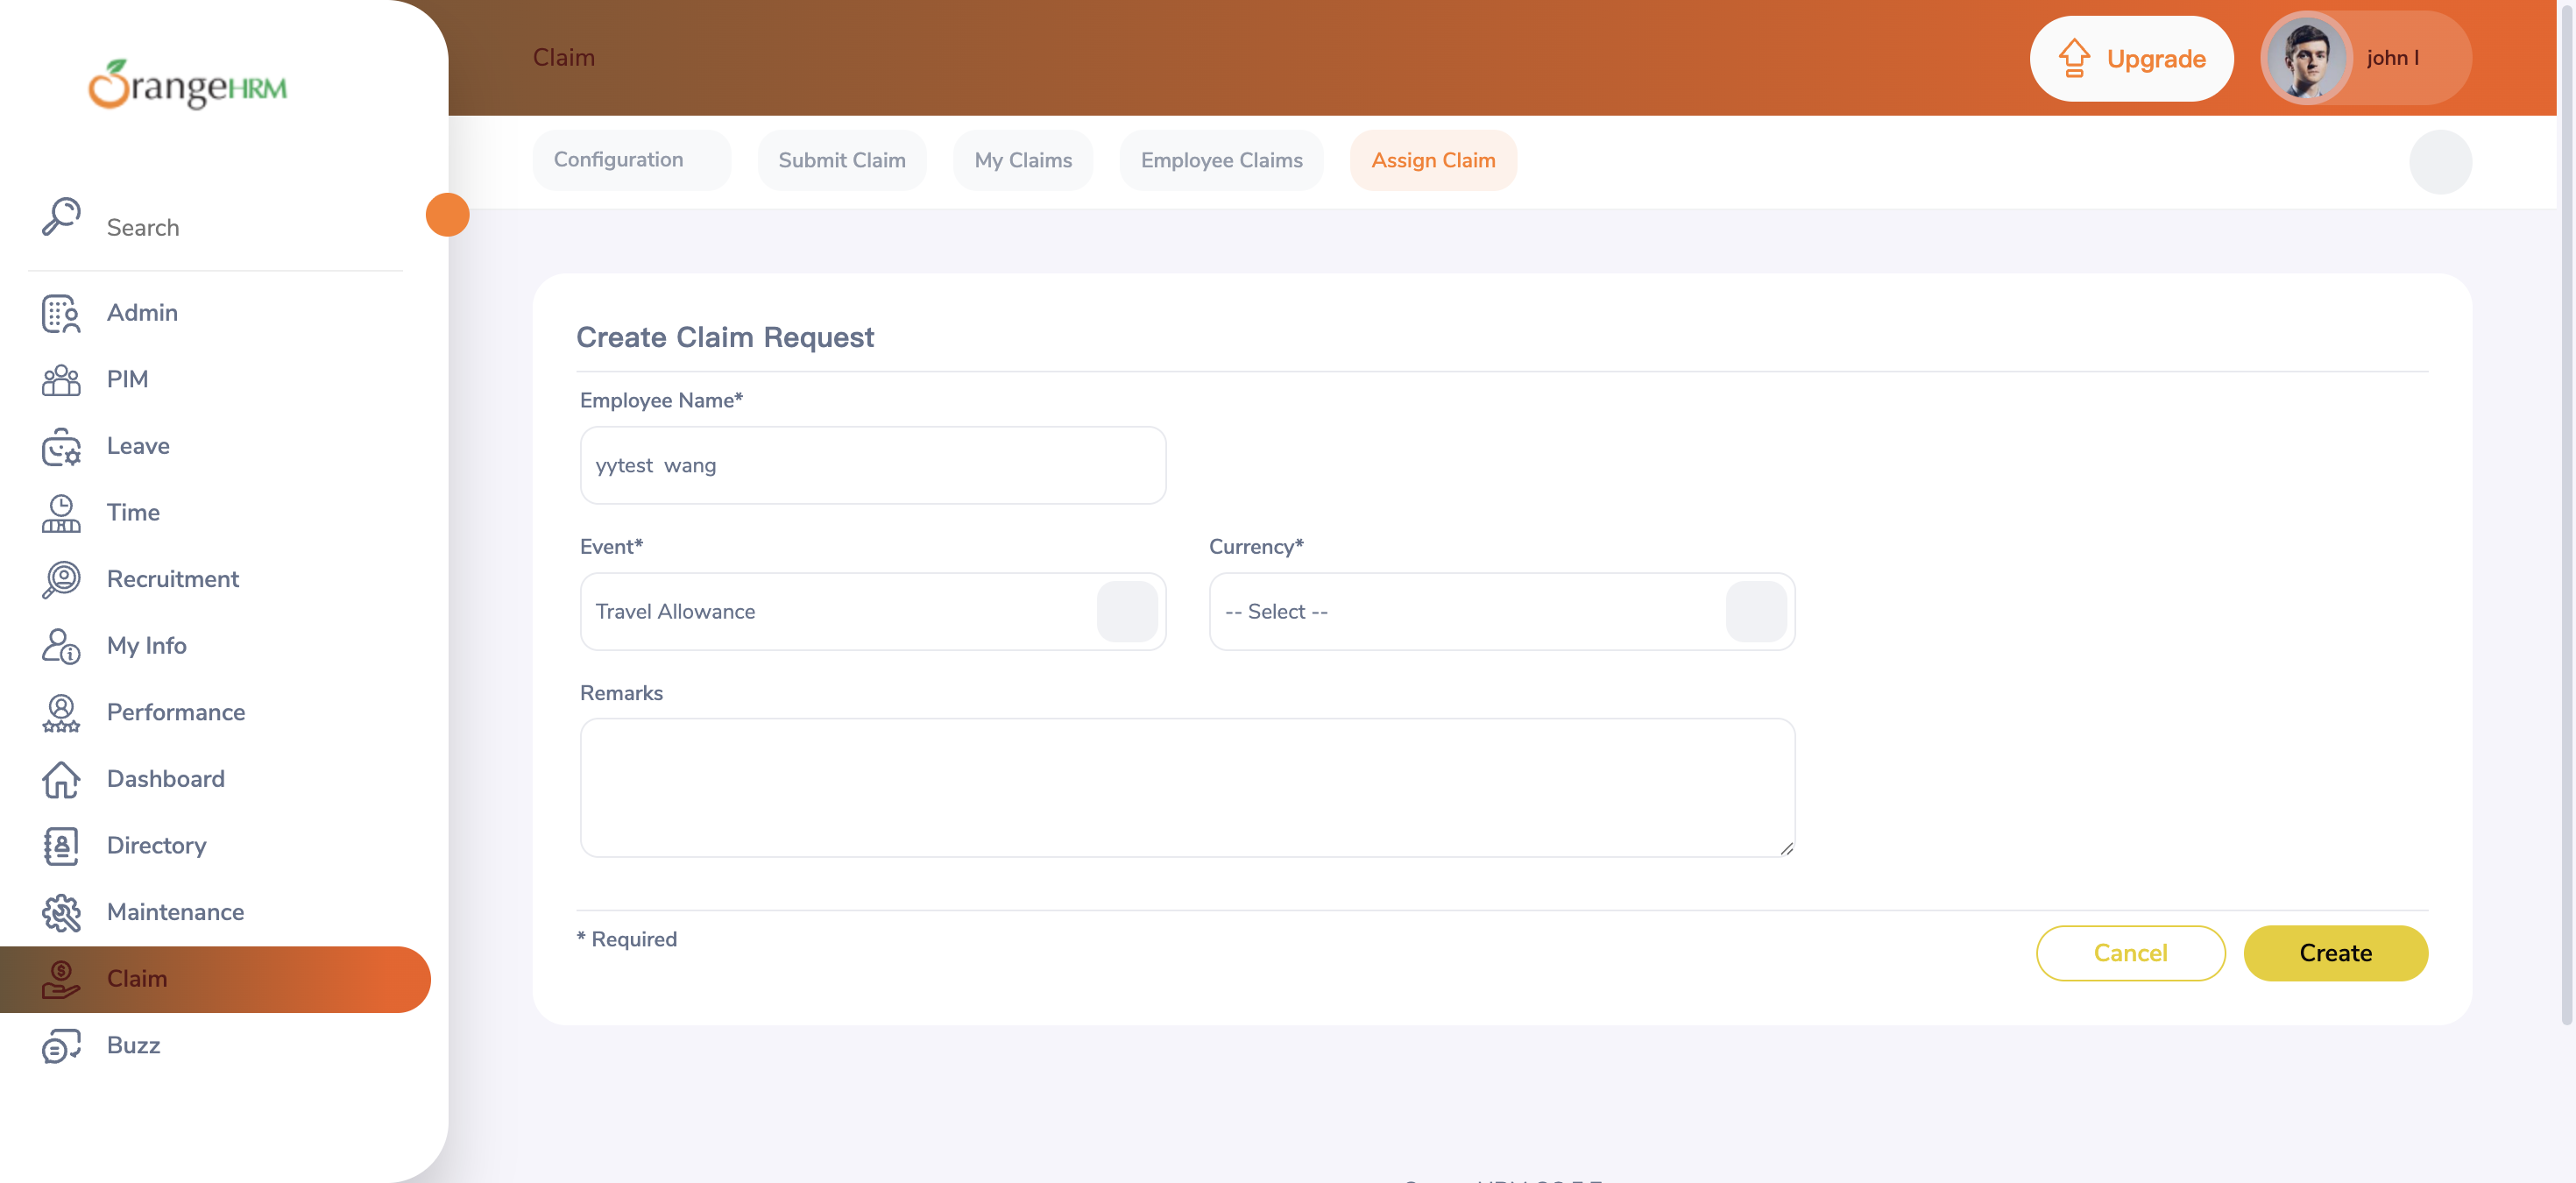 OrangeHRM
Claim
Upgrade
john l
Configuration
Submit Claim
My Claims
Employee Claims
Assign Claim
Search
Admin
PIM
Leave
Time
Recruitment
My Info
Performance
Dashboard
Directory
Maintenance
Claim
Buzz
Create Claim Request
Employee Name*
yytest  wang
Event*
Currency*
Travel Allowance
-- Select --
Remarks
* Required
Cancel
Create